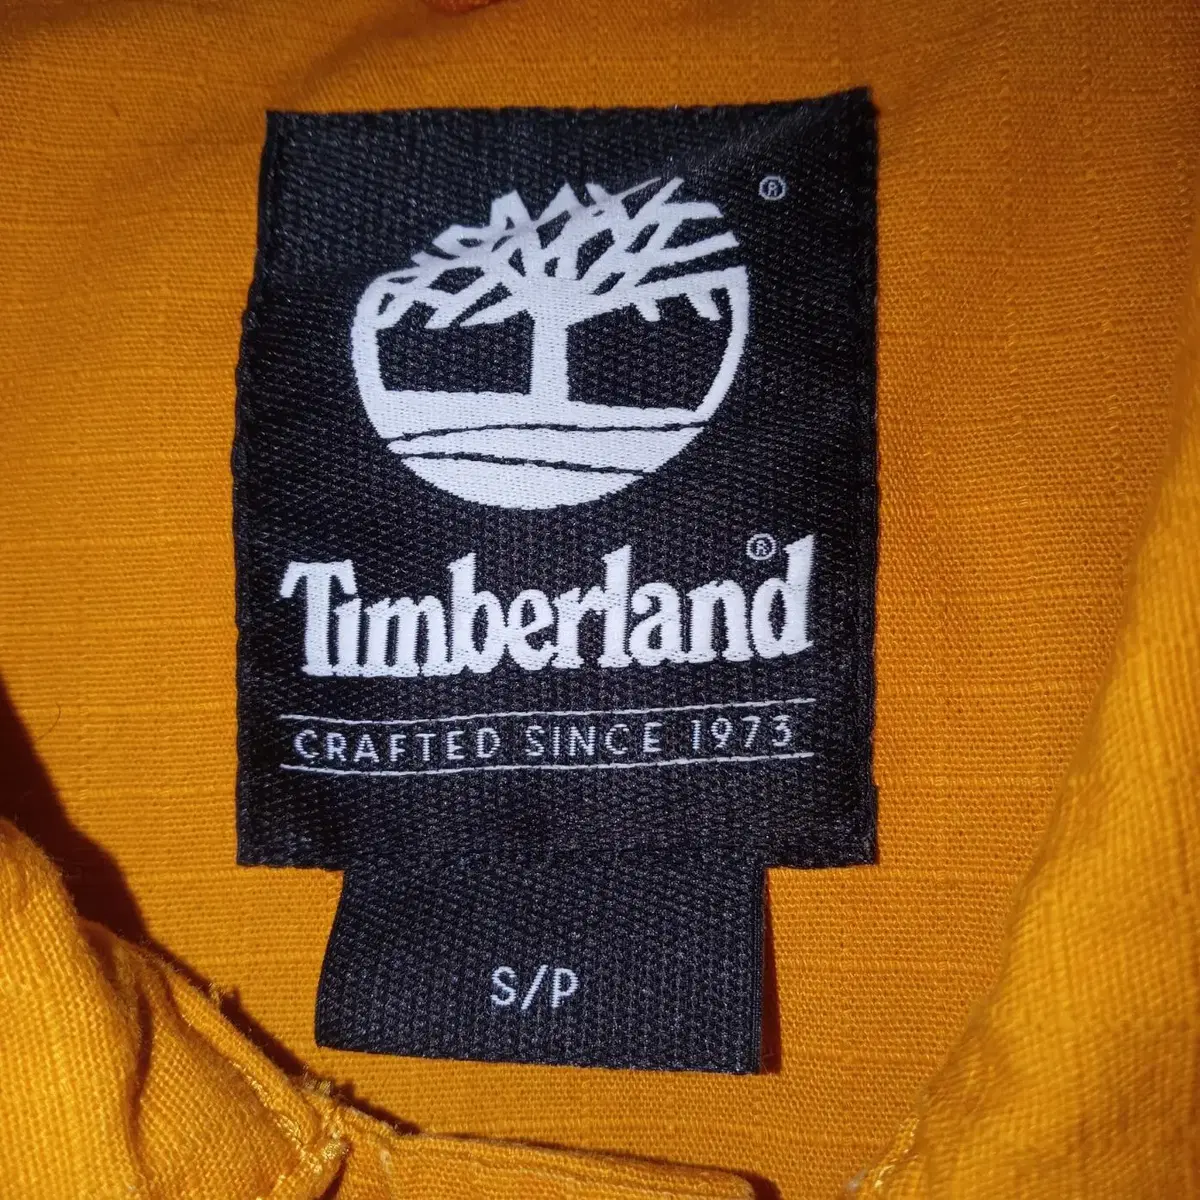 ®
Timberland®
CRAFTED SINCE 1973
S/P